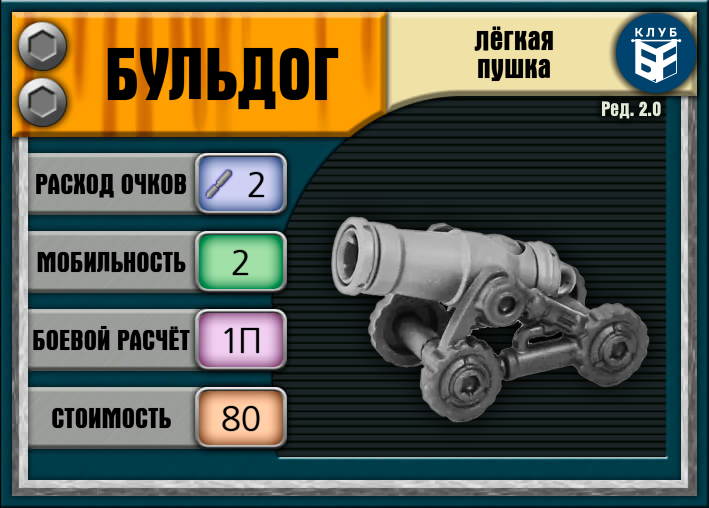 БУЛЬДОГ
лёгкая
пушка
КЛУБ
Ред. 2.0
РАСХОД ОЧКОВ 2
МОБИЛЬНОСТЬ 2
БОЕВОЙ РАСЧЁТ 1П
СТОИМОСТЬ 80